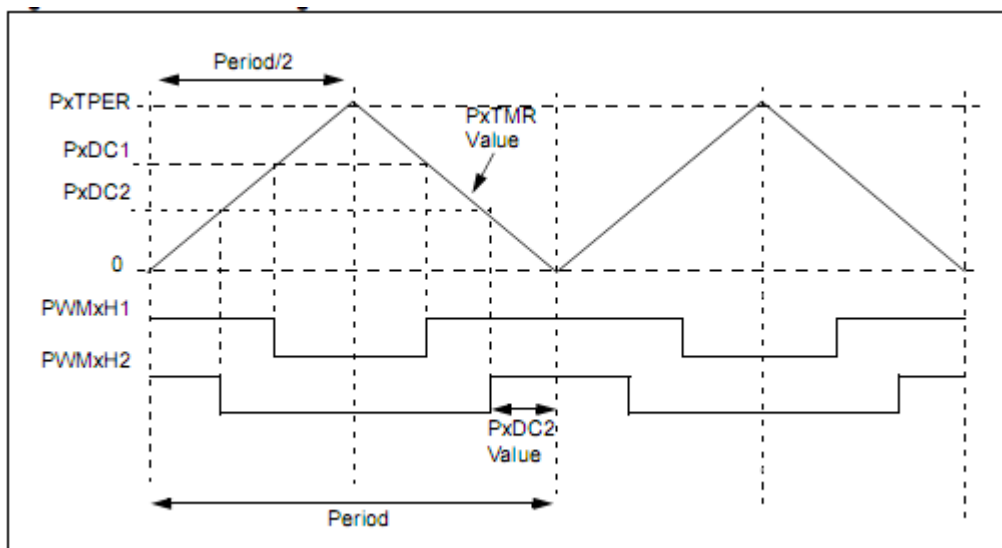 Period/2
PxTPER
PxTMR
Value
PxDC1
PxDC2
0
PWMxH1
PWMxH2
PxDC2
Value
Period